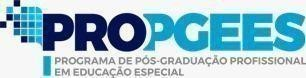 PROPGEES
PROGRAMA DE PÓS-GRADUAÇÃO PROFISSIONAL
EM EDUCAÇÃO ESPECIAL